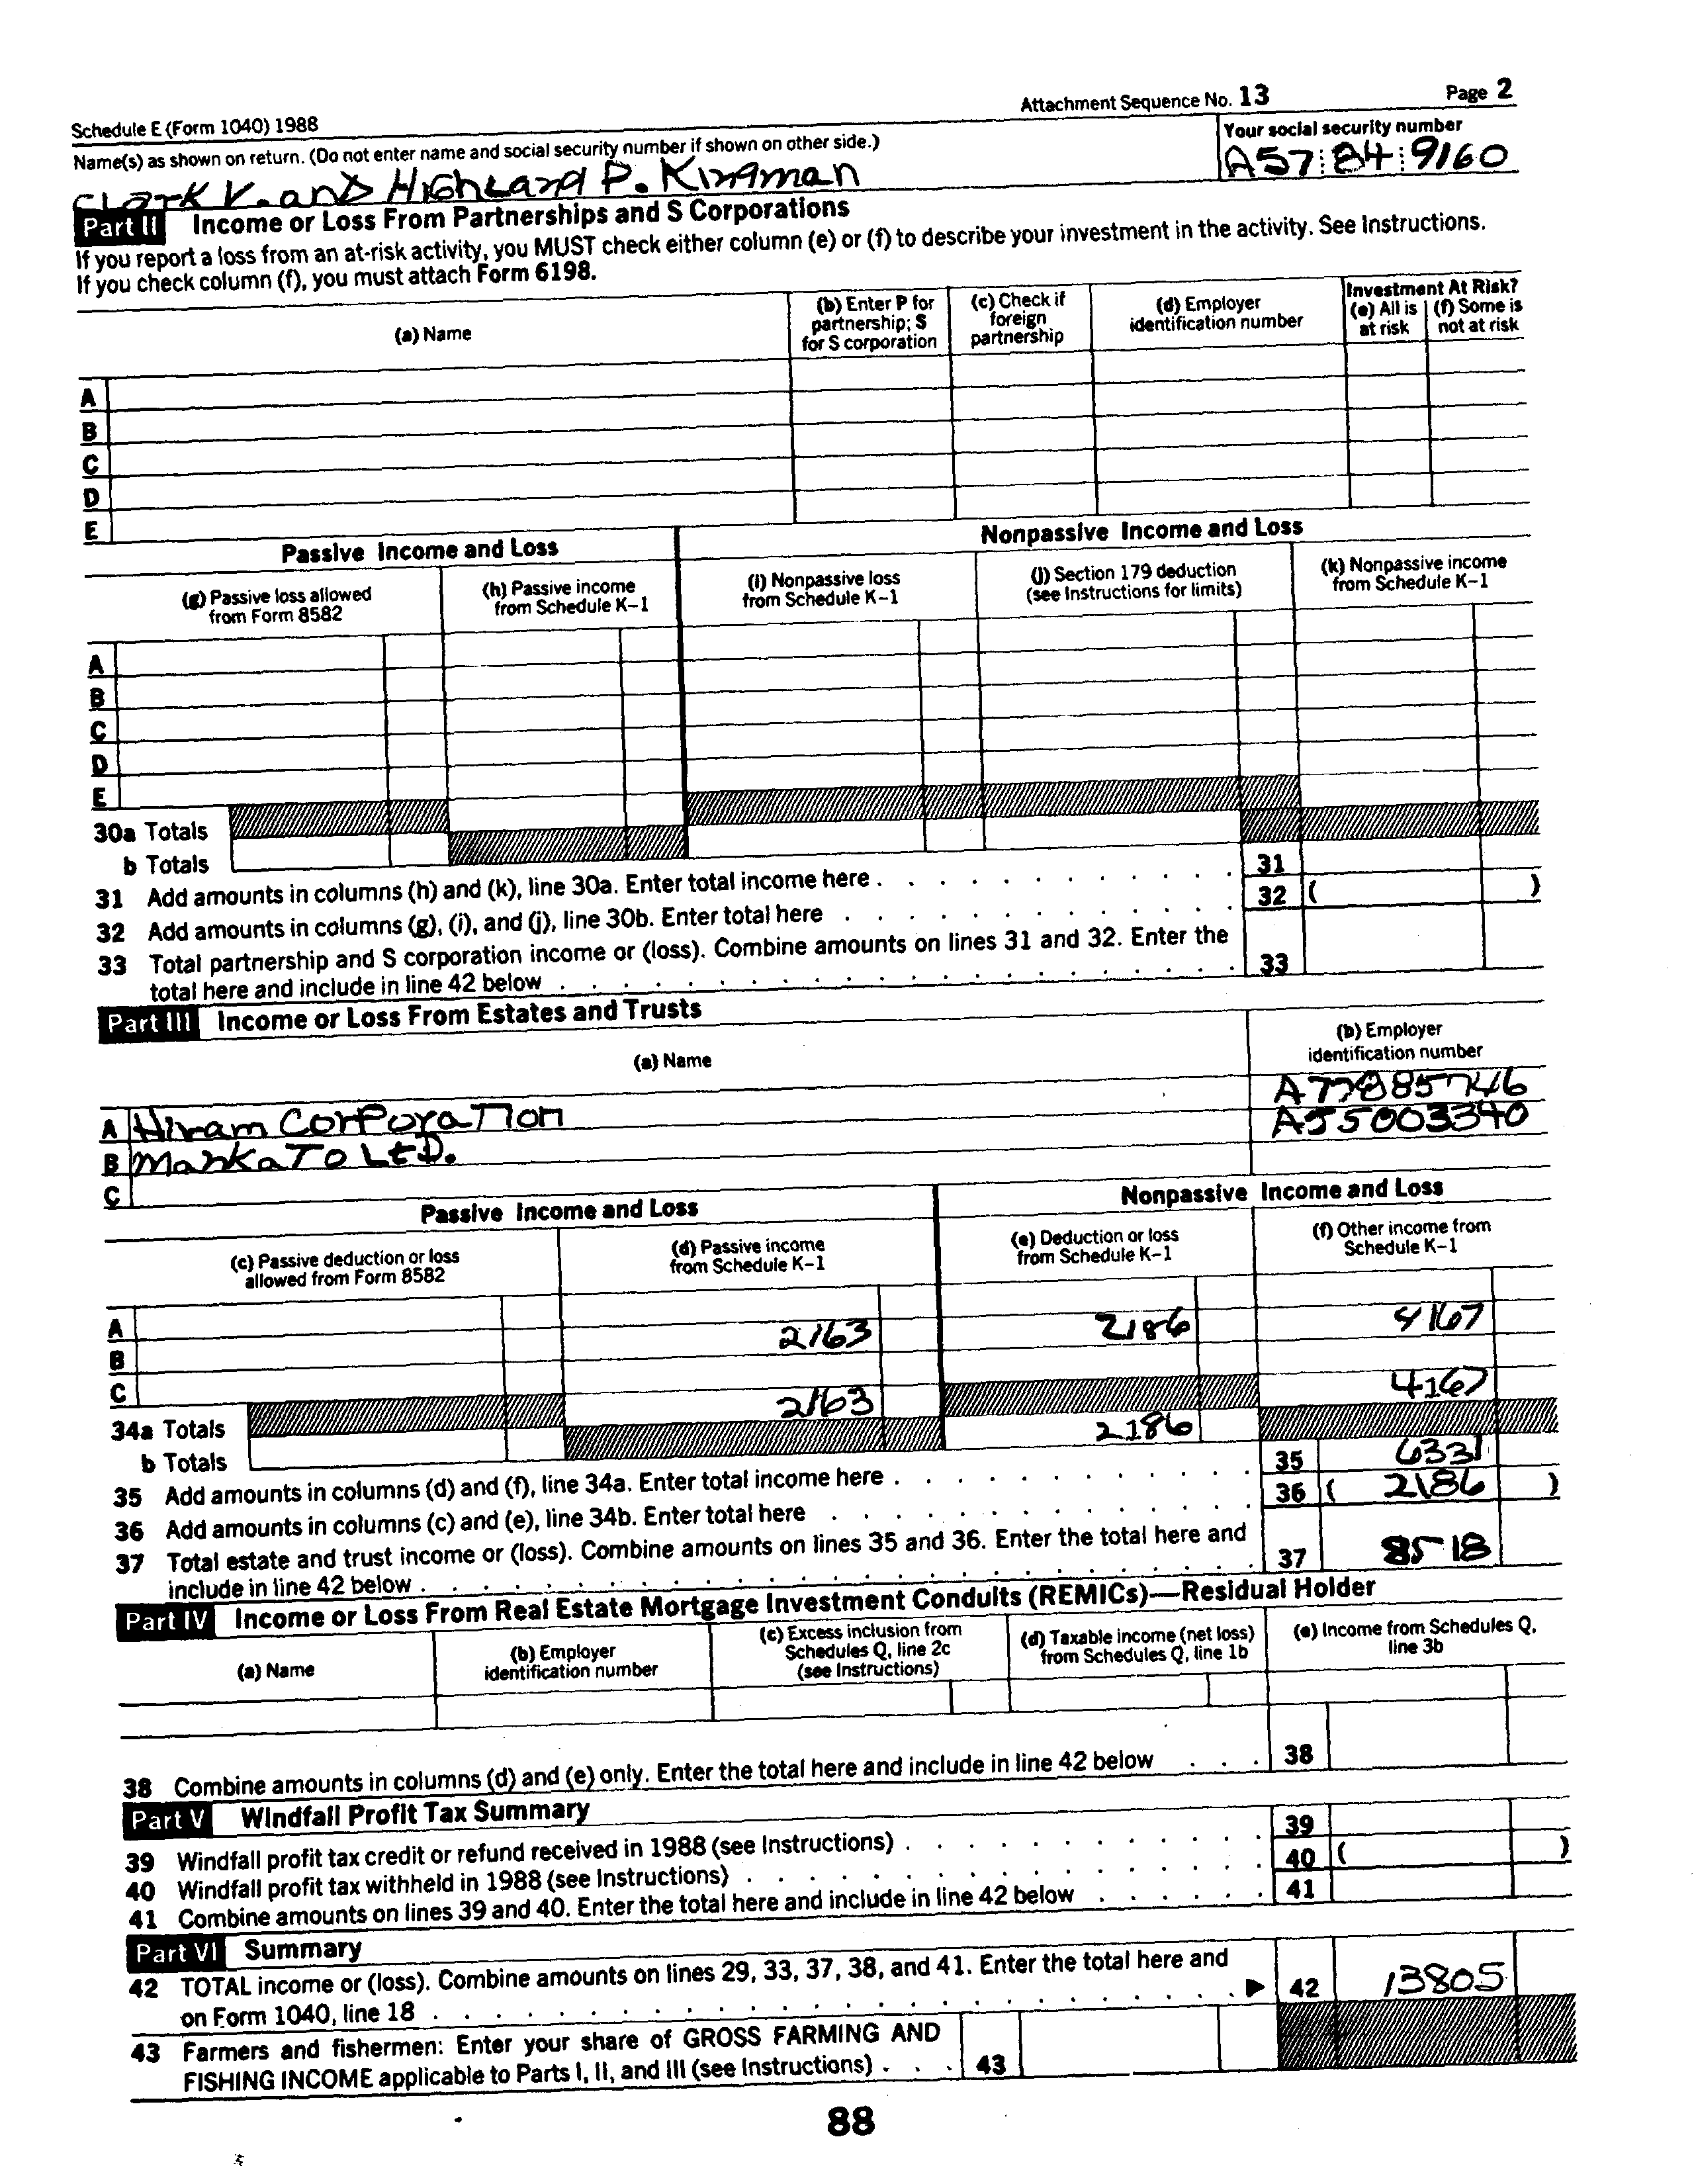 Schedule E (Form 1040) 1988
Attachment Sequence No. 13
Page 2
Name(s) as shown on return. (Do not enter name and social security number if shown on other side.)
Your social security number
Clark V. and Highland P. Kingman
A57 84 9160
Part II Income or Loss From Partnerships and S Corporations
If you report a loss from an at-risk activity, you MUST check either column (e) or (f) to describe your investment in the activity. See Instructions.
If you check column (f), you must attach Form 6198.
(a) Name
(b) Enter P for partnership; S for S corporation
(c) Check if foreign partnership
(d) Employer identification number
Investment At Risk?
(e) All is at risk
(f) Some is not at risk
A
B
C
D
E
Passive Income and Loss
Nonpassive Income and Loss
(g) Passive loss allowed from Form 8582
(h) Passive income from Schedule K–1
(i) Nonpassive loss from Schedule K–1
(j) Section 179 deduction (see Instructions for limits)
(k) Nonpassive income from Schedule K–1
A
B
C
D
E
30a Totals
b Totals
31 Add amounts in columns (h) and (k), line 30a. Enter total income here . . . 31
32 Add amounts in columns (g), (i), and (j), line 30b. Enter total here . . . 32 ( )
33 Total partnership and S corporation income or (loss). Combine amounts on lines 31 and 32. Enter the
total here and include in line 42 below . . . 33
Part III Income or Loss From Estates and Trusts
(a) Name
(b) Employer identification number
A Hiram Corporation A77885746
B Mankato Ltd. A55003340
C
Passive Income and Loss
Nonpassive Income and Loss
(c) Passive deduction or loss allowed from Form 8582
(d) Passive income from Schedule K–1
(e) Deduction or loss from Schedule K–1
(f) Other income from Schedule K–1
A 2163 2186 4167
B
C
34a Totals 2163 4167
b Totals 2186
35 Add amounts in columns (d) and (f), line 34a. Enter total income here . . . 35 6331
36 Add amounts in columns (c) and (e), line 34b. Enter total here . . . 36 ( 2186 )
37 Total estate and trust income or (loss). Combine amounts on lines 35 and 36. Enter the total here and
include in line 42 below . . . 37 8518
Part IV Income or Loss From Real Estate Mortgage Investment Conduits (REMICs)—Residual Holder
(a) Name
(b) Employer identification number
(c) Excess inclusion from Schedules Q, line 2c (see Instructions)
(d) Taxable income (net loss) from Schedules Q, line 1b
(e) Income from Schedules Q, line 3b
38 Combine amounts in columns (d) and (e) only. Enter the total here and include in line 42 below . . . 38
Part V Windfall Profit Tax Summary
39 Windfall profit tax credit or refund received in 1988 (see Instructions) . . . 39
40 Windfall profit tax withheld in 1988 (see Instructions) . . . 40 ( )
41 Combine amounts on lines 39 and 40. Enter the total here and include in line 42 below . . . 41
Part VI Summary
42 TOTAL income or (loss). Combine amounts on lines 29, 33, 37, 38, and 41. Enter the total here and
on Form 1040, line 18 . . . ▶ 42 13805
43 Farmers and fishermen: Enter your share of GROSS FARMING AND
FISHING INCOME applicable to Parts I, II, and III (see Instructions) . . . 43
88